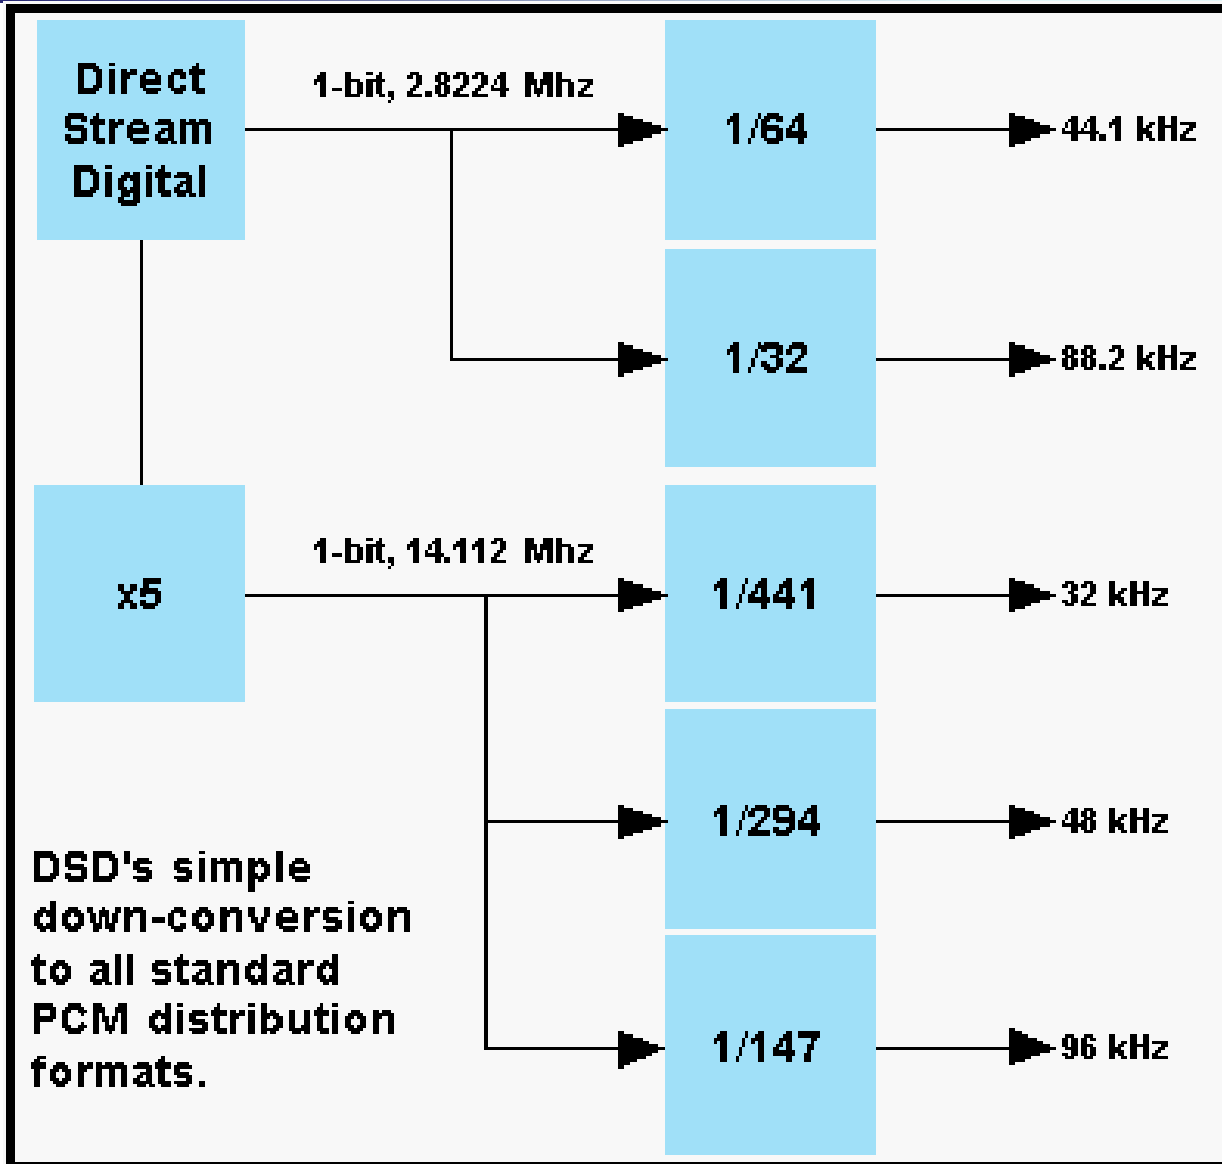 Direct
Stream
Digital
1-bit, 2.8224 Mhz
1/64
44.1 kHz
1/32
88.2 kHz
x5
1-bit, 14.112 Mhz
1/441
32 kHz
1/294
48 kHz
1/147
96 kHz
DSD's simple
down-conversion
to all standard
PCM distribution
formats.